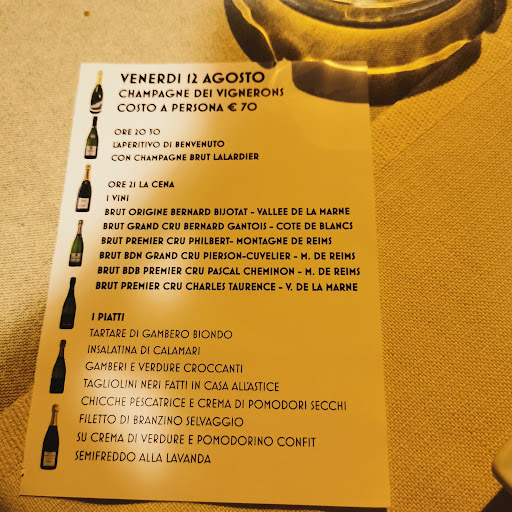 VENERDI 12 AGOSTO
CHAMPAGNE DEI VIGNERONS
COSTO A PERSONA € 70
ORE 20 30
L'APERITIVO DI BENVENUTO
CON CHAMPAGNE BRUT LALARDIER
ORE 21 LA CENA
I VINI
BRUT ORIGINE BERNARD BIJOTAT - VALLEE DE LA MARNE
BRUT GRAND CRU BERNARD GANTOIS - COTE DE BLANCS
BRUT PREMIER CRU PHILBERT- MONTAGNE DE REIMS
BRUT BDN GRAND CRU PIERSON-CUVELIER - M. DE REIMS
BRUT BDB PREMIER CRU PASCAL CHEMINON - M. DE REIMS
BRUT PREMIER CRU CHARLES TAURENCE - V. DE LA MARNE
I PIATTI
TARTARE DI GAMBERO BIONDO
INSALATINA DI CALAMARI
GAMBERI E VERDURE CROCCANTI
TAGLIOLINI NERI FATTI IN CASA ALL'ASTICE
CHICCHE PESCATRICE E CREMA DI POMODORI SECCHI
FILETTO DI BRANZINO SELVAGGIO
SU CREMA DI VERDURE E POMODORINO CONFIT
SEMIFREDDO ALLA LAVANDA